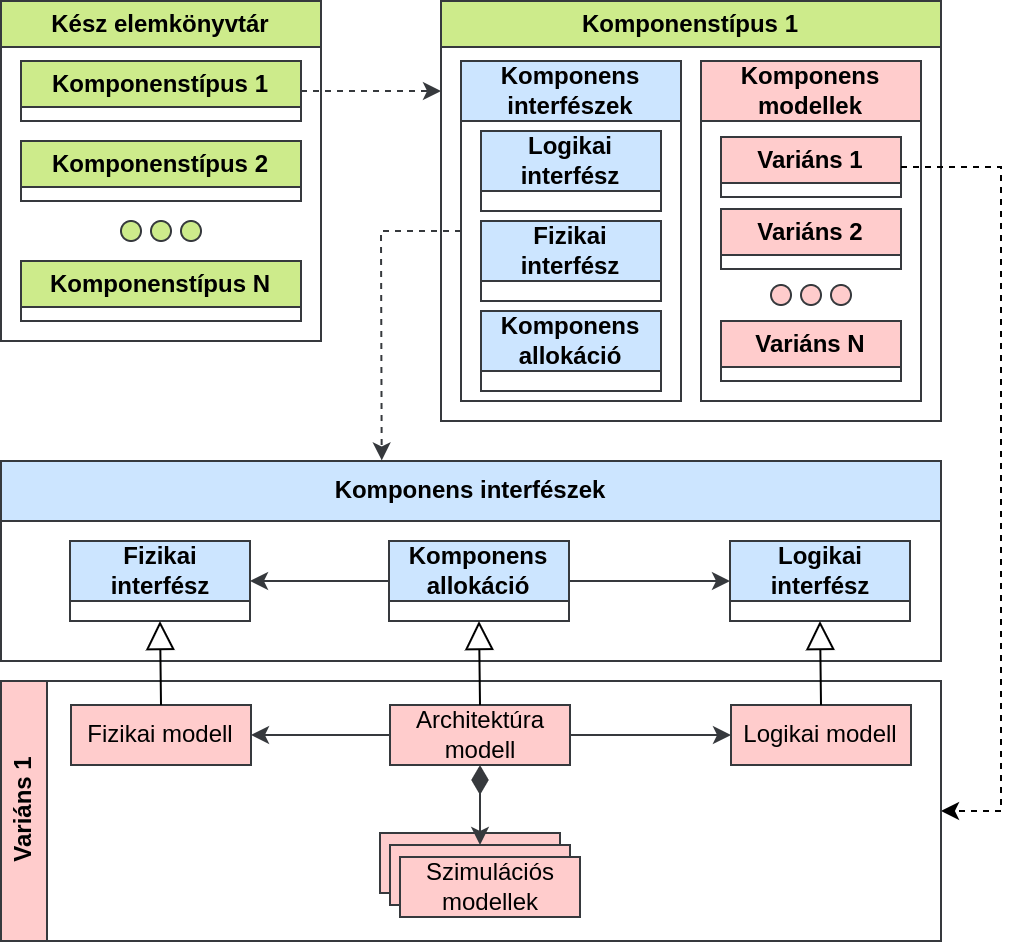 Kész elemkönyvtár
Komponenstípus 1
Komponenstípus 2
Komponenstípus N
Komponenstípus 1
Komponens
interfészek
Logikai
interfész
Fizikai
interfész
Komponens
allokáció
Komponens
modellek
Variáns 1
Variáns 2
Variáns N
Komponens interfészek
Fizikai
interfész
Komponens
allokáció
Logikai
interfész
Variáns 1
Fizikai modell
Architektúra
modell
Logikai modell
Szimulációs
modellek